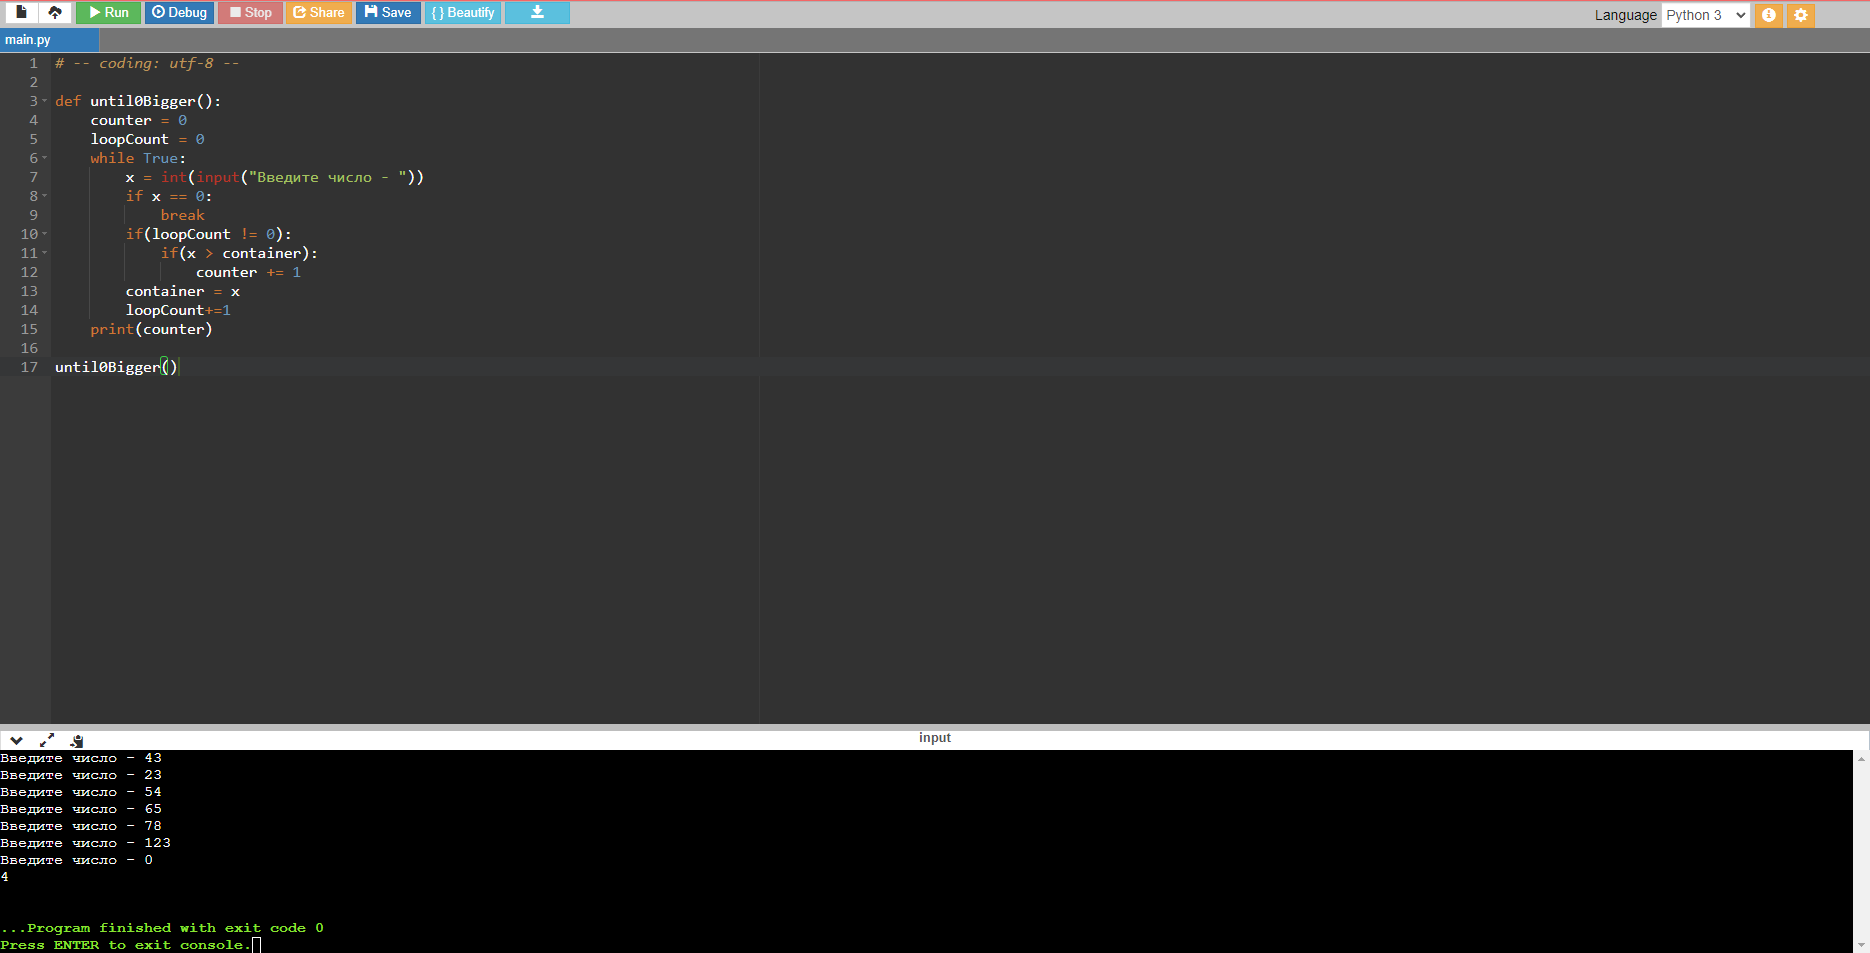 Run Debug Stop Share Save { } Beautify Language Python 3
main.py
1 # -- coding: utf-8 --
2
3 def until0Bigger():
4 counter = 0
5 loopCount = 0
6 while True:
7 x = int(input("Введите число - "))
8 if x == 0:
9 break
10 if(loopCount != 0):
11 if(x > container):
12 counter += 1
13 container = x
14 loopCount+=1
15 print(counter)
16
17 until0Bigger()
input
Введите число - 43
Введите число - 23
Введите число - 54
Введите число - 65
Введите число - 78
Введите число - 123
Введите число - 0
4
...Program finished with exit code 0
Press ENTER to exit console.